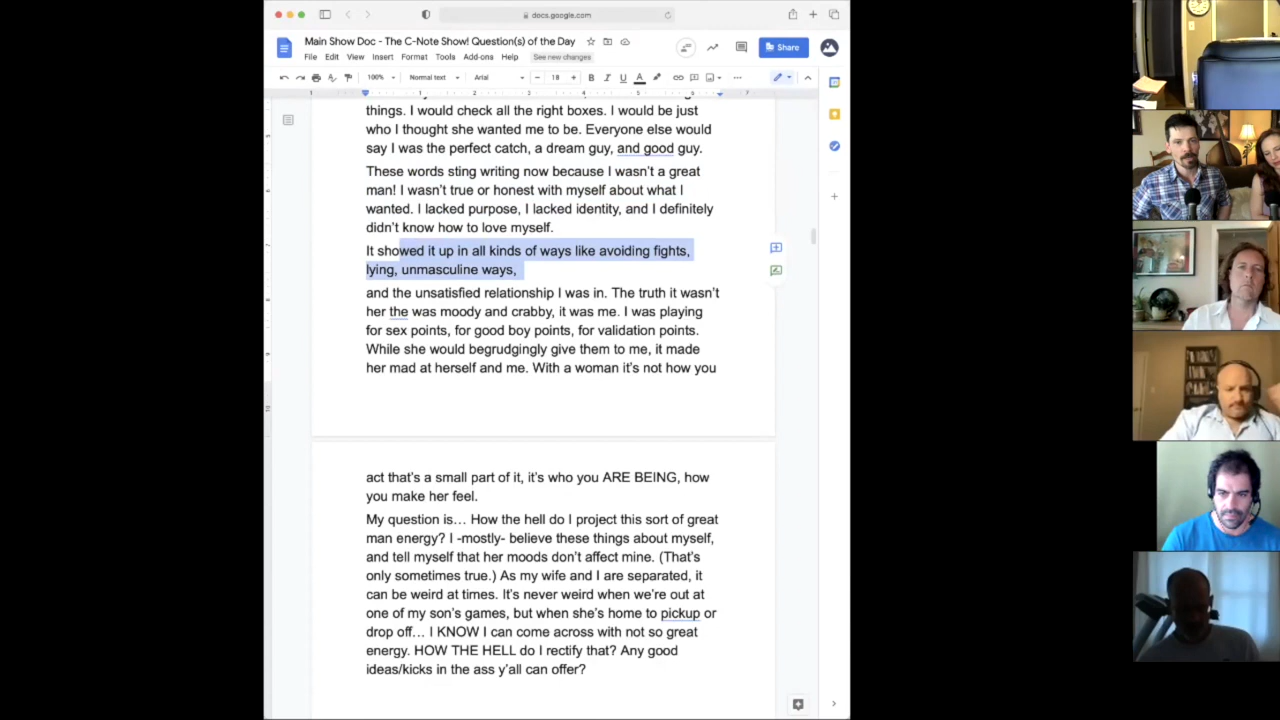 docs.google.com
Main Show Doc - The C-Note Show! Question(s) of the Day
Share
File Edit View Insert Format Tools Add-ons Help See new changes
100% Normal text Arial 18 B I U A
1 1 2 3 4 5 6 7
things. I would check all the right boxes. I would be just
who I thought she wanted me to be. Everyone else would
say I was the perfect catch, a dream guy, and good guy.
These words sting writing now because I wasn't a great
man! I wasn't true or honest with myself about what I
wanted. I lacked purpose, I lacked identity, and I definitely
didn't know how to love myself.
It showed it up in all kinds of ways like avoiding fights,
lying, unmasculine ways,
and the unsatisfied relationship I was in. The truth it wasn't
her the was moody and crabby, it was me. I was playing
for sex points, for good boy points, for validation points.
While she would begrudgingly give them to me, it made
her mad at herself and me. With a woman it's not how you
act that's a small part of it, it's who you ARE BEING, how
you make her feel.
My question is... How the hell do I project this sort of great
man energy? I -mostly- believe these things about myself,
and tell myself that her moods don't affect mine. (That's
only sometimes true.) As my wife and I are separated, it
can be weird at times. It's never weird when we're out at
one of my son's games, but when she's home to pickup or
drop off... I KNOW I can come across with not so great
energy. HOW THE HELL do I rectify that? Any good
ideas/kicks in the ass y'all can offer?